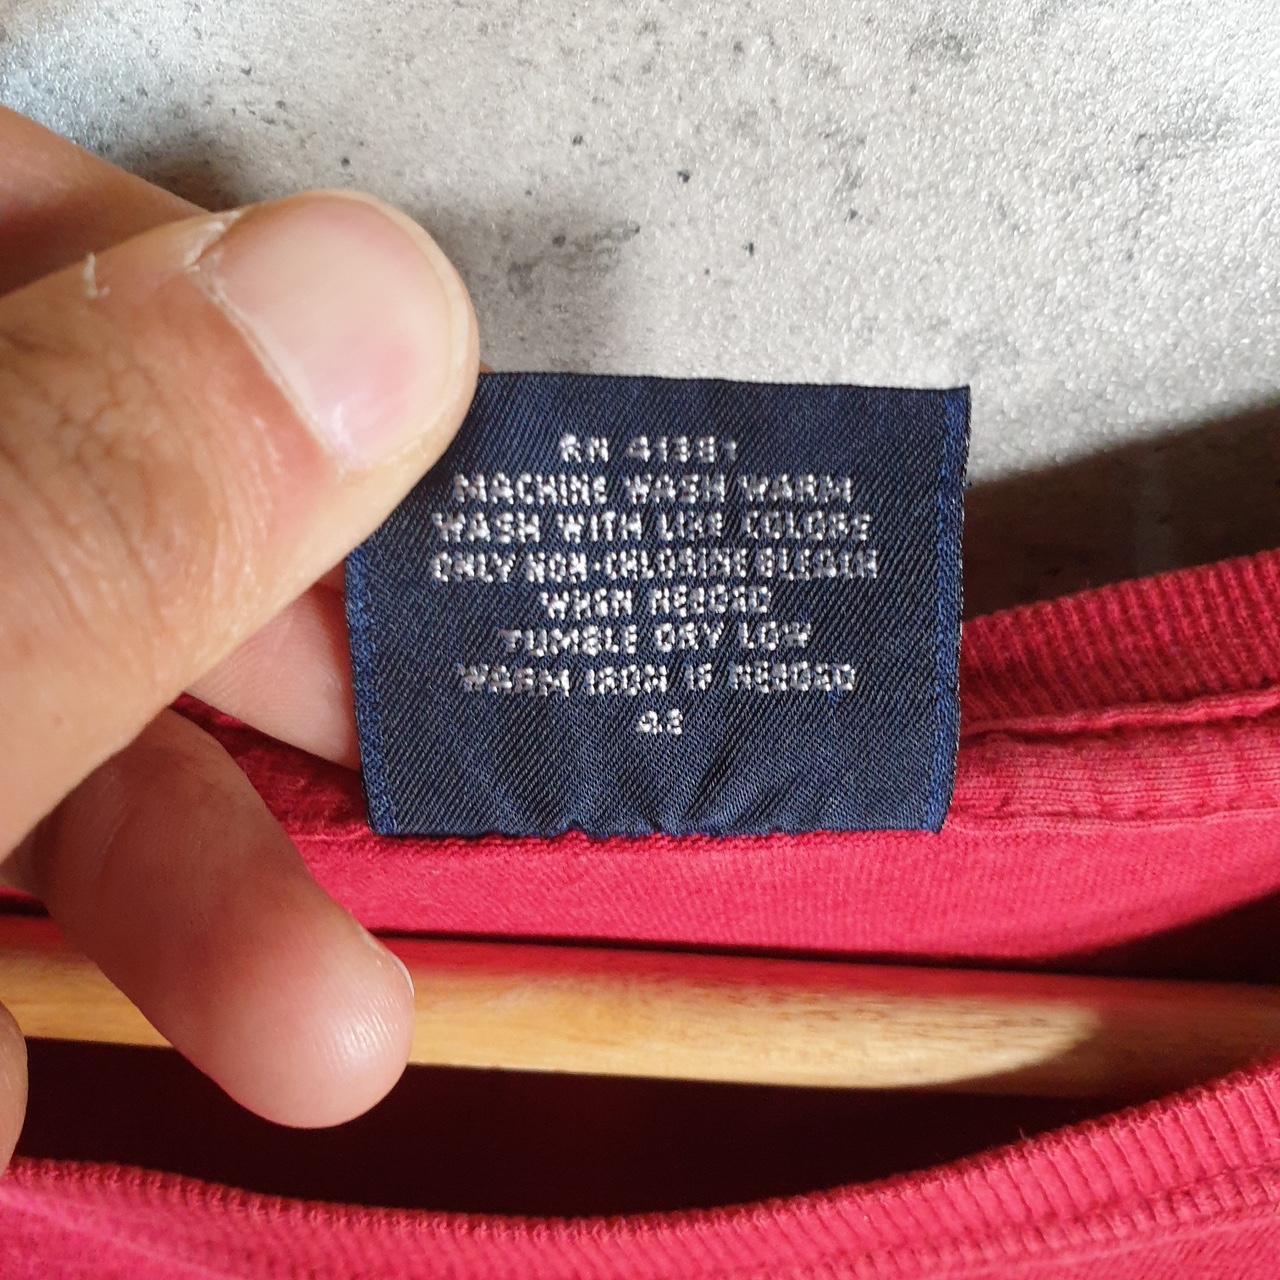 RN 41381
MACHINE WASH WARM
WASH WITH LIKE COLORS
ONLY NON-CHLORINE BLEACH
WHEN NEEDED
TUMBLE DRY LOW
WARM IRON IF NEEDED